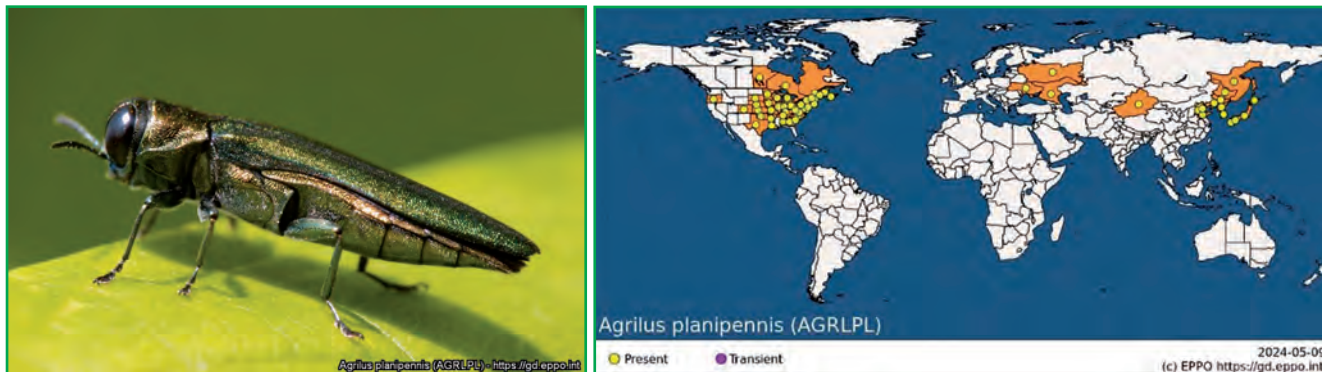 Agrilus planipennis (AGRLPL) - https://gd.eppo.int
Agrilus planipennis (AGRLPL)
Present
Transient
2024-05-09
(c) EPPO https://gd.eppo.int